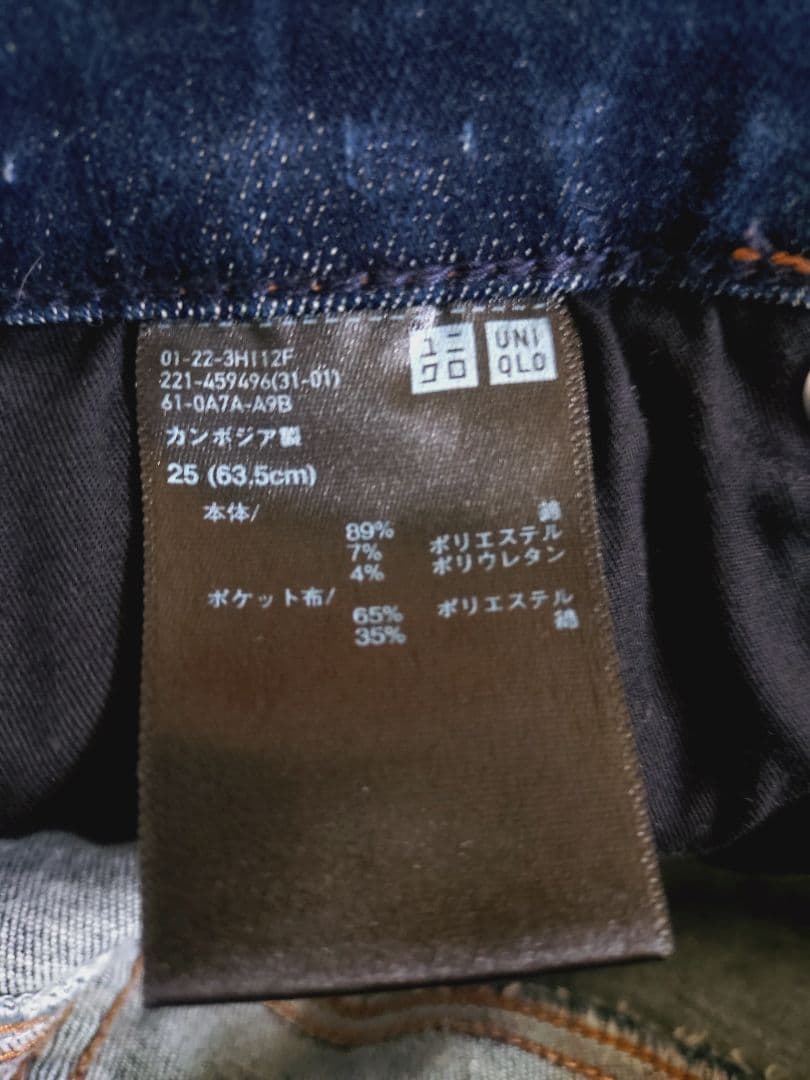 01-22-3H112F
221-459496(31-01)
61-0A7A-A9B
ユニクロ
UNIQLO
カンボジア製
25 (63.5cm)
本体/
89% 綿
7% ポリエステル
4% ポリウレタン
ポケット布/
65% ポリエステル
35% 綿